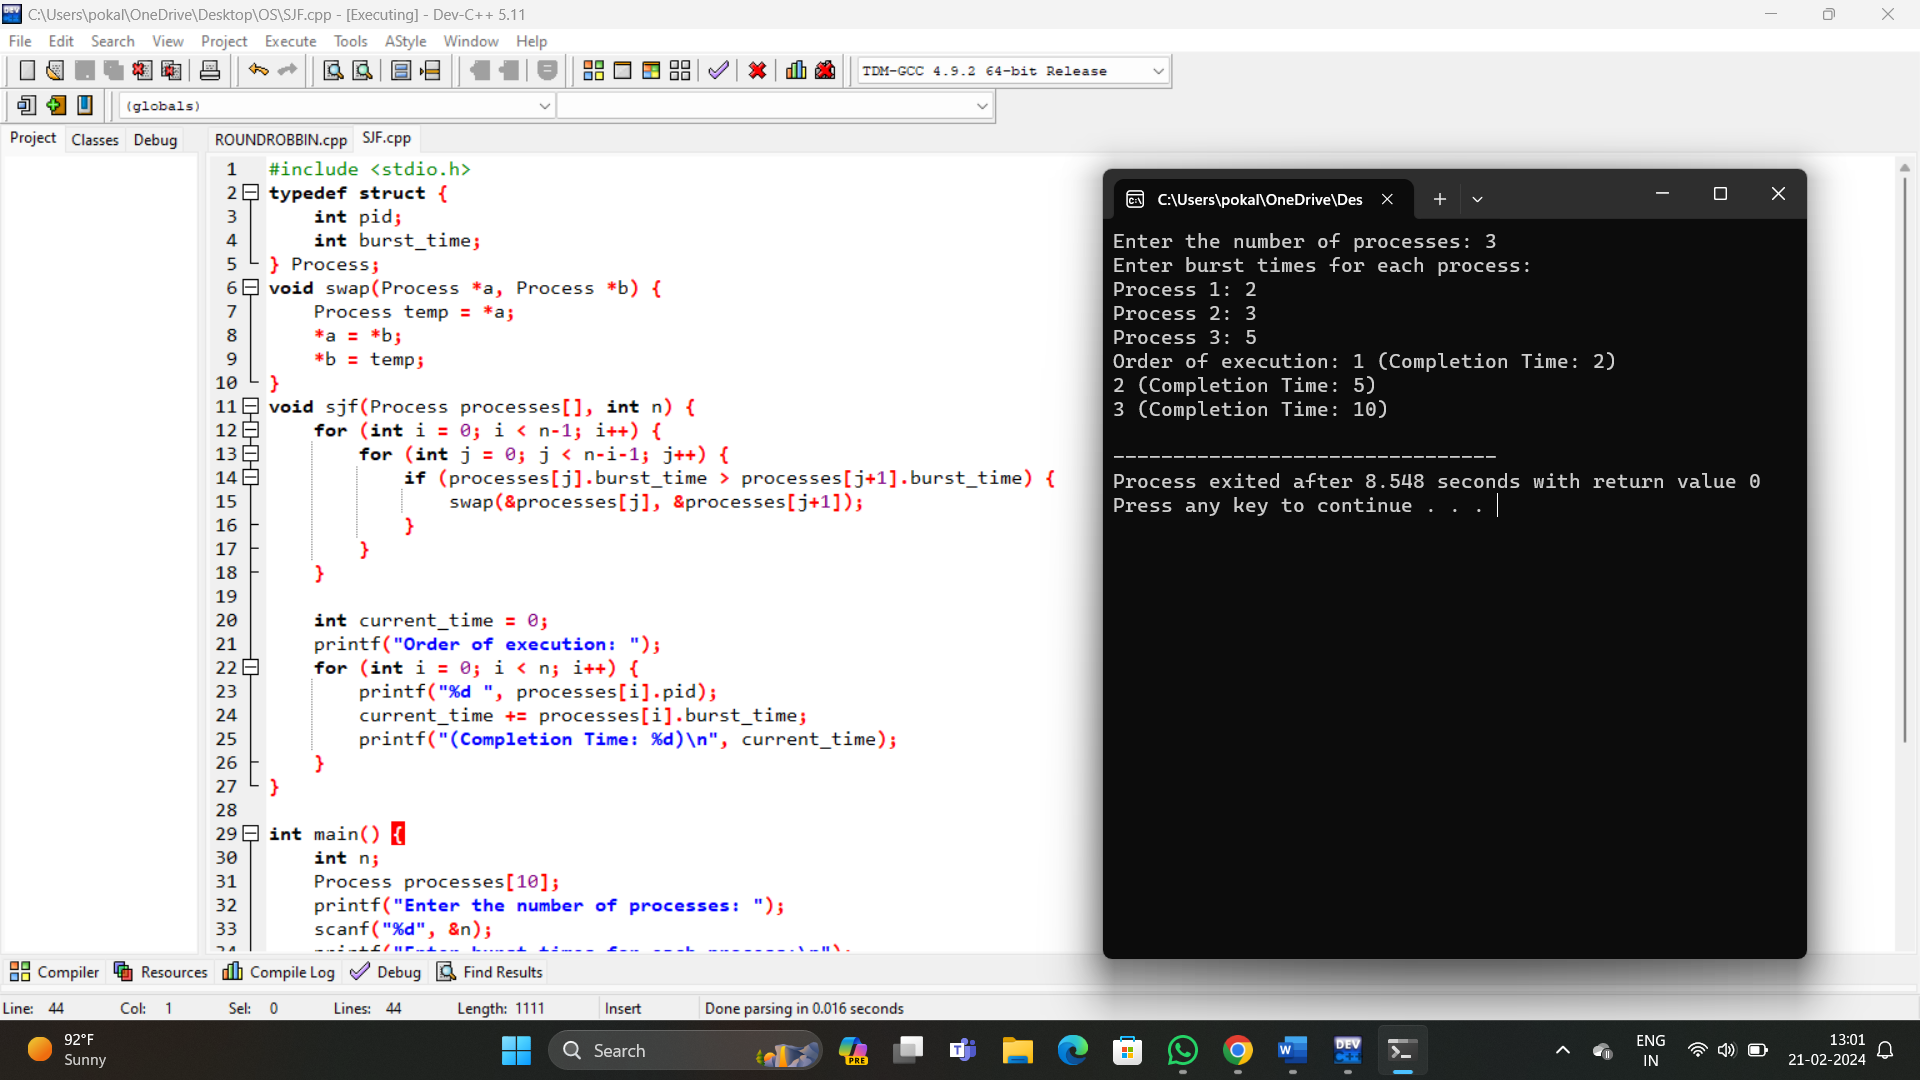 C:\Users\pokal\OneDrive\Desktop\OS\SJF.cpp - [Executing] - Dev-C++ 5.11
File Edit Search View Project Execute Tools AStyle Window Help
TDM-GCC 4.9.2 64-bit Release
(globals)
Project Classes Debug
ROUNDROBBIN.cpp SJF.cpp
1 #include <stdio.h>
2 typedef struct {
3     int pid;
4     int burst_time;
5 } Process;
6 void swap(Process *a, Process *b) {
7     Process temp = *a;
8     *a = *b;
9     *b = temp;
10 }
11 void sjf(Process processes[], int n) {
12     for (int i = 0; i < n-1; i++) {
13         for (int j = 0; j < n-i-1; j++) {
14             if (processes[j].burst_time > processes[j+1].burst_time) {
15                 swap(&processes[j], &processes[j+1]);
16             }
17         }
18     }
19
20     int current_time = 0;
21     printf("Order of execution: ");
22     for (int i = 0; i < n; i++) {
23         printf("%d ", processes[i].pid);
24         current_time += processes[i].burst_time;
25         printf("(Completion Time: %d)\n", current_time);
26     }
27 }
28
29 int main() {
30     int n;
31     Process processes[10];
32     printf("Enter the number of processes: ");
33     scanf("%d", &n);
34     printf("Enter burst times for each process:\n");
C:\Users\pokal\OneDrive\Des
Enter the number of processes: 3
Enter burst times for each process:
Process 1: 2
Process 2: 3
Process 3: 5
Order of execution: 1 (Completion Time: 2)
2 (Completion Time: 5)
3 (Completion Time: 10)
--------------------------------
Process exited after 8.548 seconds with return value 0
Press any key to continue . . .
Compiler Resources Compile Log Debug Find Results
Line: 44 Col: 1 Sel: 0 Lines: 44 Length: 1111 Insert Done parsing in 0.016 seconds
92°F
Sunny
Search
PRE
DEV
C++
ENG
IN
13:01
21-02-2024